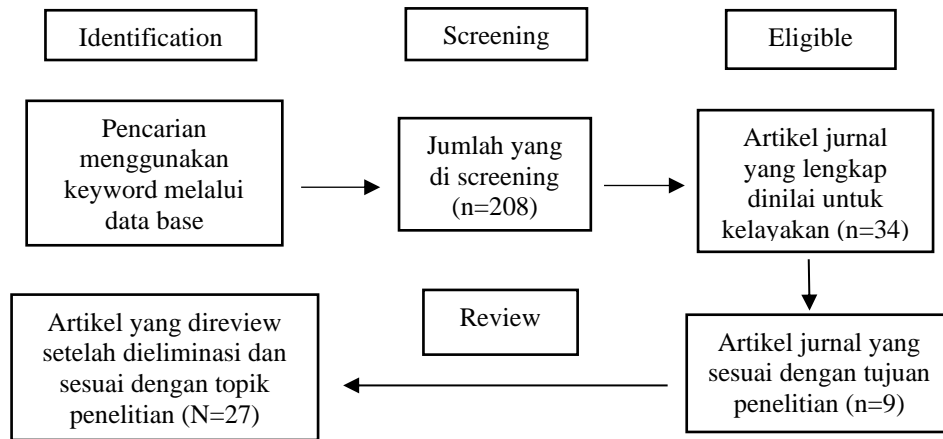 Identification
Screening
Eligible
Pencarian
menggunakan
keyword melalui
data base
Jumlah yang
di screening
(n=208)
Artikel jurnal
yang lengkap
dinilai untuk
kelayakan (n=34)
Review
Artikel jurnal yang
sesuai dengan tujuan
penelitian (n=9)
Artikel yang direview
setelah dieliminasi dan
sesuai dengan topik
penelitian (N=27)